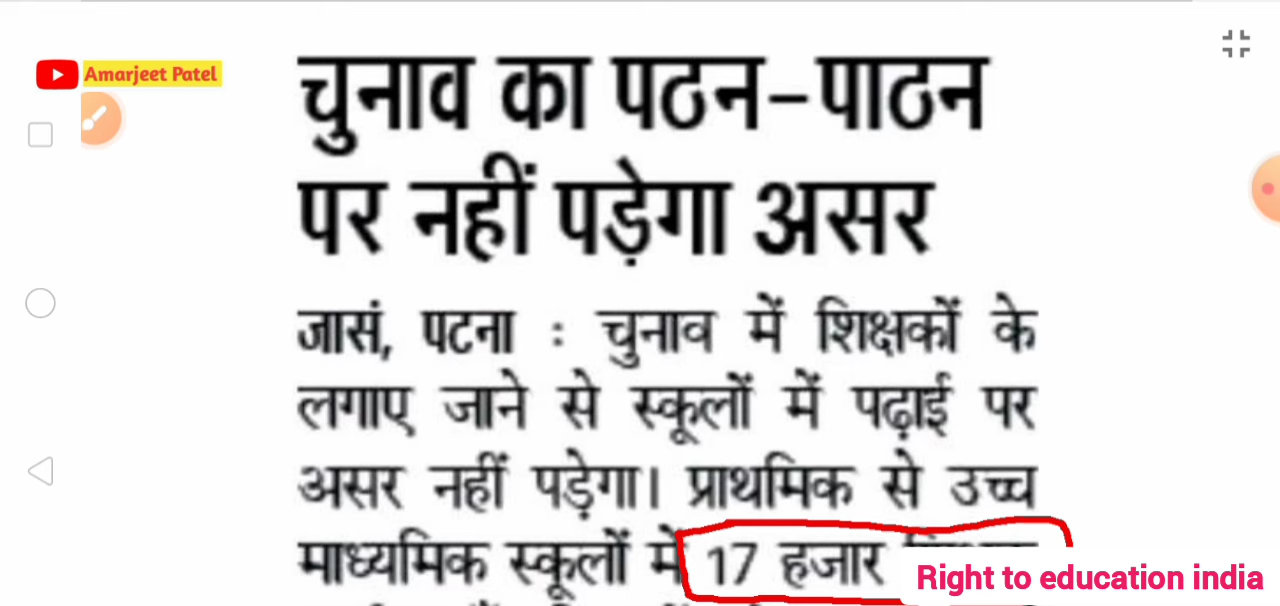 Amarjeet Patel
चुनाव का पठन-पाठन
पर नहीं पड़ेगा असर
जासं, पटना : चुनाव में शिक्षकों के
लगाए जाने से स्कूलों में पढ़ाई पर
असर नहीं पड़ेगा। प्राथमिक से उच्च
माध्यमिक स्कूलों में 17 हजार
Right to education india